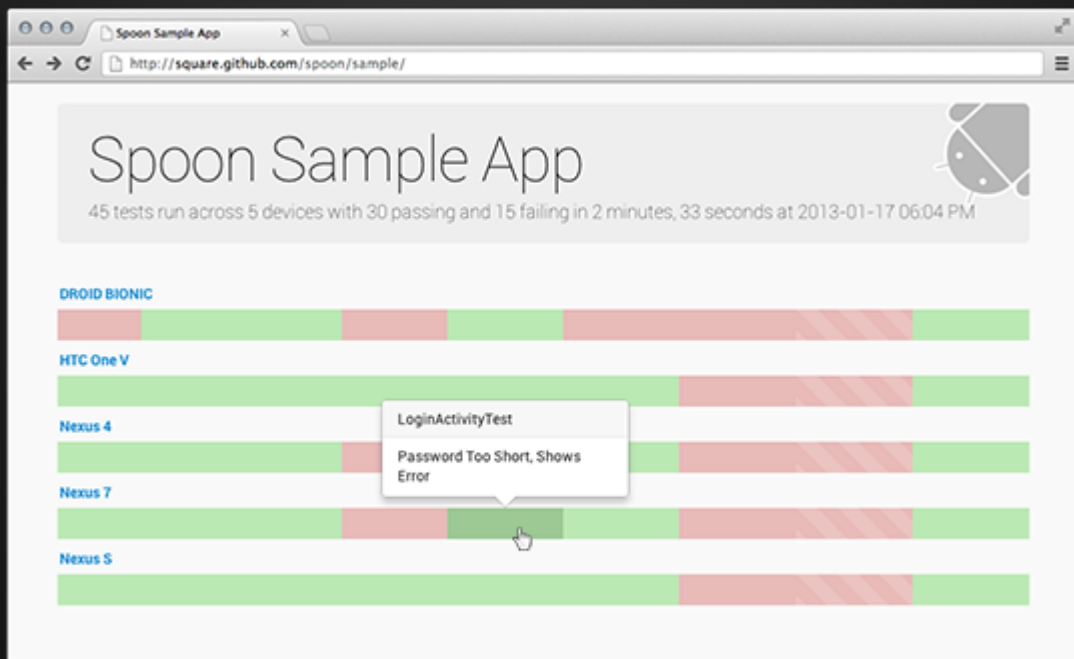 Spoon Sample App
http://square.github.com/spoon/sample/
Spoon Sample App
45 tests run across 5 devices with 30 passing and 15 failing in 2 minutes, 33 seconds at 2013-01-17 06:04 PM
DROID BIONIC
HTC One V
LoginActivityTest
Nexus 4
Password Too Short, Shows
Error
Nexus 7
Nexus S